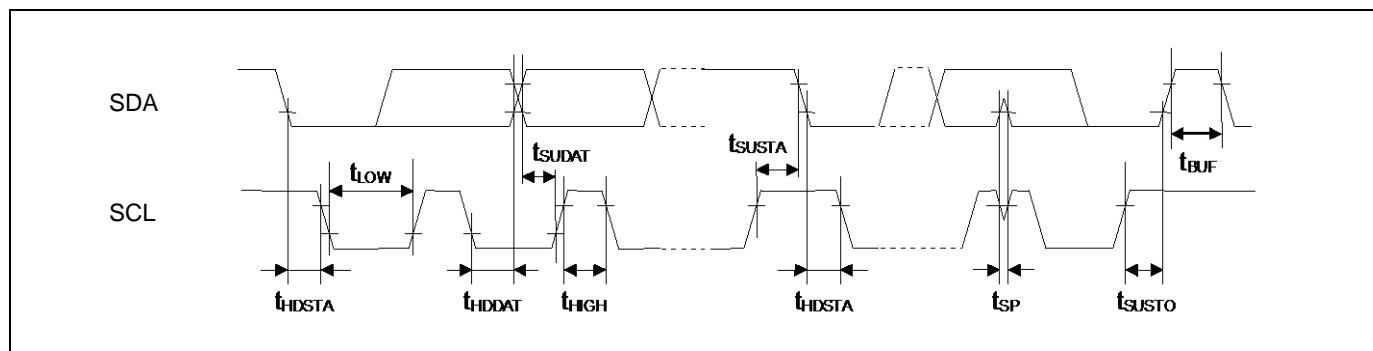 SDA
tSUDAT
tSUSTA
tLOW
tBUF
SCL
tHDSTA
tHDDAT
tHIGH
tHDSTA
tSP
tSUSTO